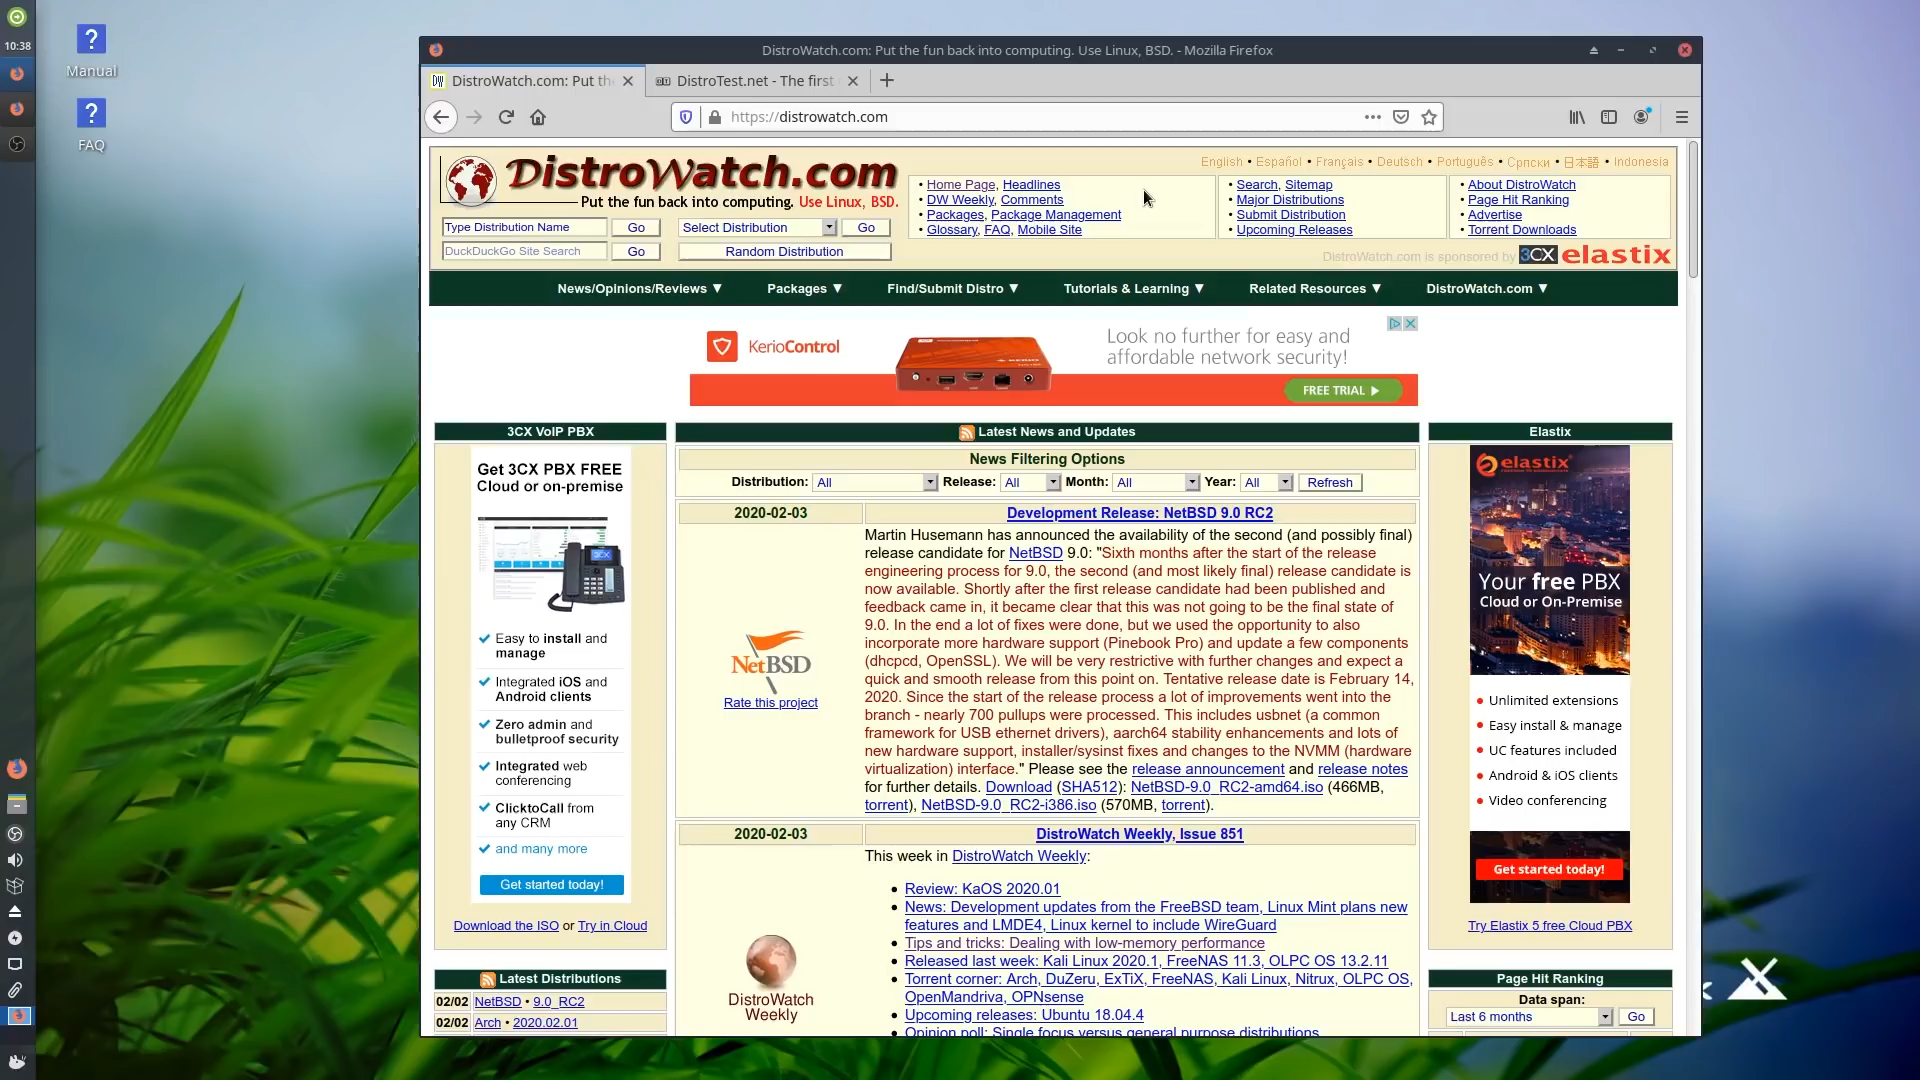 10:38
Manual
FAQ
DistroWatch.com: Put the fun back into computing. Use Linux, BSD. - Mozilla Firefox
DistroWatch.com: Put th
DistroTest.net - The first
https://distrowatch.com
DistroWatch.com
Put the fun back into computing. Use Linux, BSD.
English • Español • Français • Deutsch • Português • Српски • 日本語 • Indonesia
• Home Page, Headlines
• DW Weekly, Comments
• Packages, Package Management
• Glossary, FAQ, Mobile Site
• Search, Sitemap
• Major Distributions
• Submit Distribution
• Upcoming Releases
• About DistroWatch
• Page Hit Ranking
• Advertise
• Torrent Downloads
Type Distribution Name Go Select Distribution Go
DuckDuckGo Site Search Go Random Distribution
DistroWatch.com is sponsored by 3CX elastix
News/Opinions/Reviews ▼ Packages ▼ Find/Submit Distro ▼ Tutorials & Learning ▼ Related Resources ▼ DistroWatch.com ▼
KerioControl
Look no further for easy and
affordable network security!
FREE TRIAL
3CX VoIP PBX
Get 3CX PBX FREE
Cloud or on-premise
Easy to install and
manage
Integrated iOS and
Android clients
Zero admin and
bulletproof security
Integrated web
conferencing
ClicktoCall from
any CRM
and many more
Get started today!
Download the ISO or Try in Cloud
Latest Distributions
02/02 NetBSD • 9.0_RC2
02/02 Arch • 2020.02.01
Latest News and Updates
News Filtering Options
Distribution: All Release: All Month: All Year: All Refresh
2020-02-03 Development Release: NetBSD 9.0 RC2
NetBSD
Rate this project
Martin Husemann has announced the availability of the second (and possibly final)
release candidate for NetBSD 9.0: "Sixth months after the start of the release
engineering process for 9.0, the second (and most likely final) release candidate is
now available. Shortly after the first release candidate had been published and
feedback came in, it became clear that this was not going to be the final state of
9.0. In the end a lot of fixes were done, but we used the opportunity to also
incorporate more hardware support (Pinebook Pro) and update a few components
(dhcpcd, OpenSSL). We will be very restrictive with further changes and expect a
quick and smooth release from this point on. Tentative release date is February 14,
2020. Since the start of the release process a lot of improvements went into the
branch - nearly 700 pullups were processed. This includes usbnet (a common
framework for USB ethernet drivers), aarch64 stability enhancements and lots of
new hardware support, installer/sysinst fixes and changes to the NVMM (hardware
virtualization) interface." Please see the release announcement and release notes
for further details. Download (SHA512): NetBSD-9.0_RC2-amd64.iso (466MB,
torrent), NetBSD-9.0_RC2-i386.iso (570MB, torrent).
2020-02-03 DistroWatch Weekly, Issue 851
DistroWatch
Weekly
This week in DistroWatch Weekly:
• Review: KaOS 2020.01
• News: Development updates from the FreeBSD team, Linux Mint plans new
features and LMDE4, Linux kernel to include WireGuard
• Tips and tricks: Dealing with low-memory performance
• Released last week: Kali Linux 2020.1, FreeNAS 11.3, OLPC OS 13.2.11
• Torrent corner: Arch, DuZeru, ExTiX, FreeNAS, Kali Linux, Nitrux, OLPC OS,
OpenMandriva, OPNsense
• Upcoming releases: Ubuntu 18.04.4
• Opinion poll: Single focus versus general purpose distributions
Elastix
elastix
Your free PBX
Cloud or On-Premise
• Unlimited extensions
• Easy install & manage
• UC features included
• Android & iOS clients
• Video conferencing
Get started today!
Try Elastix 5 free Cloud PBX
Page Hit Ranking
Data span:
Last 6 months Go